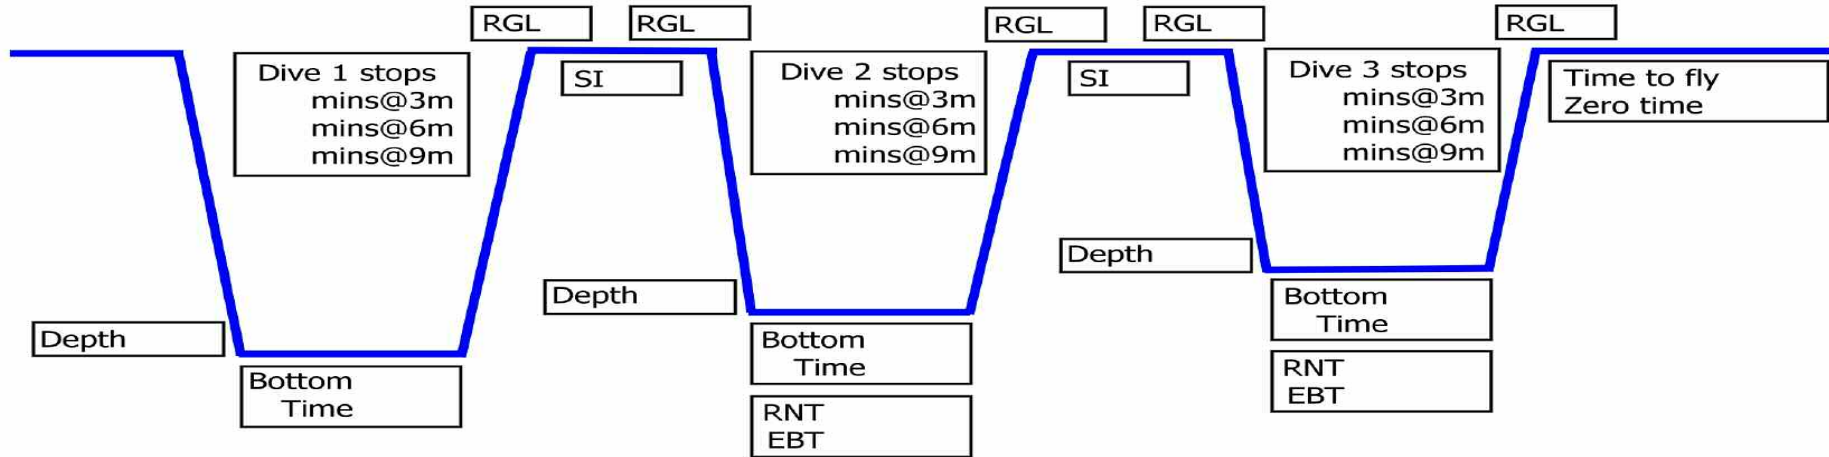 RGL
RGL
RGL
RGL
RGL
Dive 1 stops
mins@3m
mins@6m
mins@9m
SI
Dive 2 stops
mins@3m
mins@6m
mins@9m
SI
Dive 3 stops
mins@3m
mins@6m
mins@9m
Time to fly
Zero time
Depth
Bottom
Time
Depth
Bottom
Time
RNT
EBT
Depth
Bottom
Time
RNT
EBT